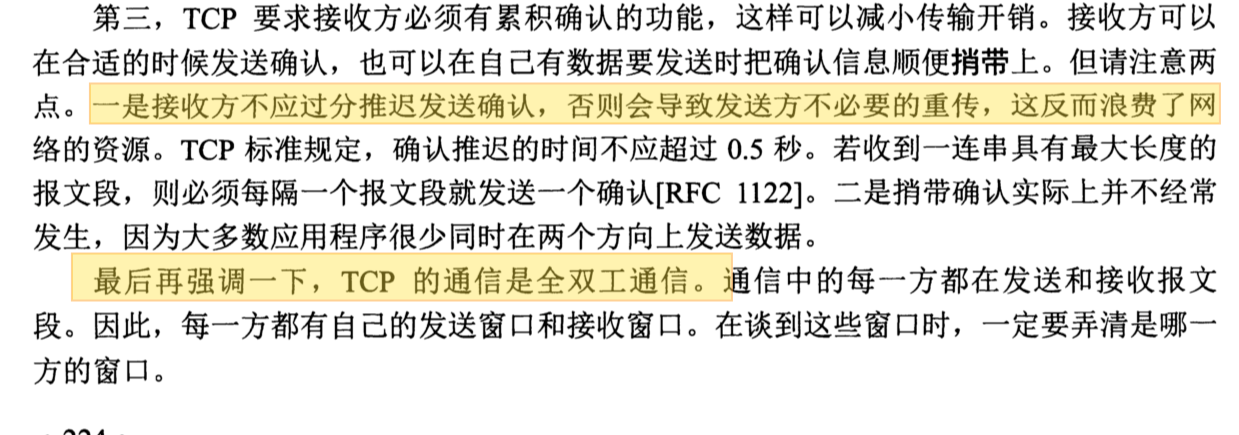 第三，TCP 要求接收方必须有累积确认的功能，这样可以减小传输开销。接收方可以
在合适的时候发送确认，也可以在自己有数据要发送时把确认信息顺便捎带上。但请注意两
点。一是接收方不应过分推迟发送确认，否则会导致发送方不必要的重传，这反而浪费了网
络的资源。TCP 标准规定，确认推迟的时间不应超过 0.5 秒。若收到一连串具有最大长度的
报文段，则必须每隔一个报文段就发送一个确认[RFC 1122]。二是捎带确认实际上并不经常
发生，因为大多数应用程序很少同时在两个方向上发送数据。
最后再强调一下，TCP 的通信是全双工通信。通信中的每一方都在发送和接收报文
段。因此，每一方都有自己的发送窗口和接收窗口。在谈到这些窗口时，一定要弄清是哪一
方的窗口。